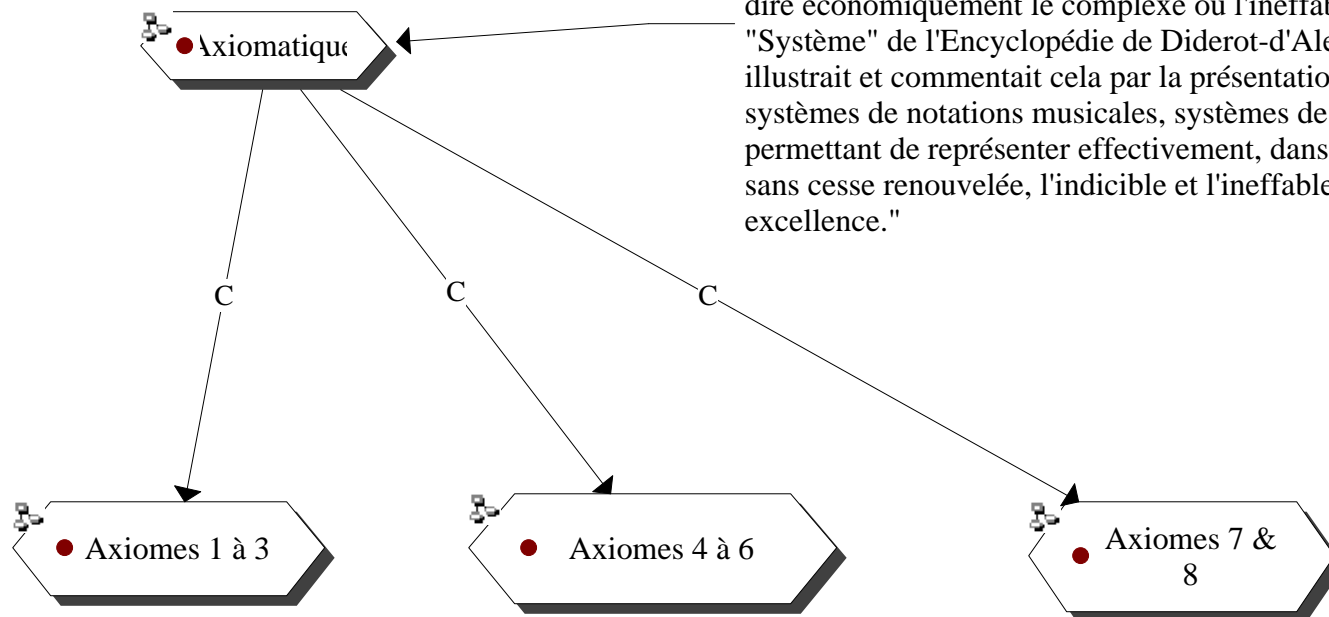 dire économiquement le complexe ou l'ineffab
"Système" de l'Encyclopédie de Diderot-d'Ale
illustrait et commentait cela par la présentatio
systèmes de notations musicales, systèmes de
permettant de représenter effectivement, dans
sans cesse renouvelée, l'indicible et l'ineffable
excellence."
Axiomatique
C
C
C
Axiomes 1 à 3
Axiomes 4 à 6
Axiomes 7 &
8